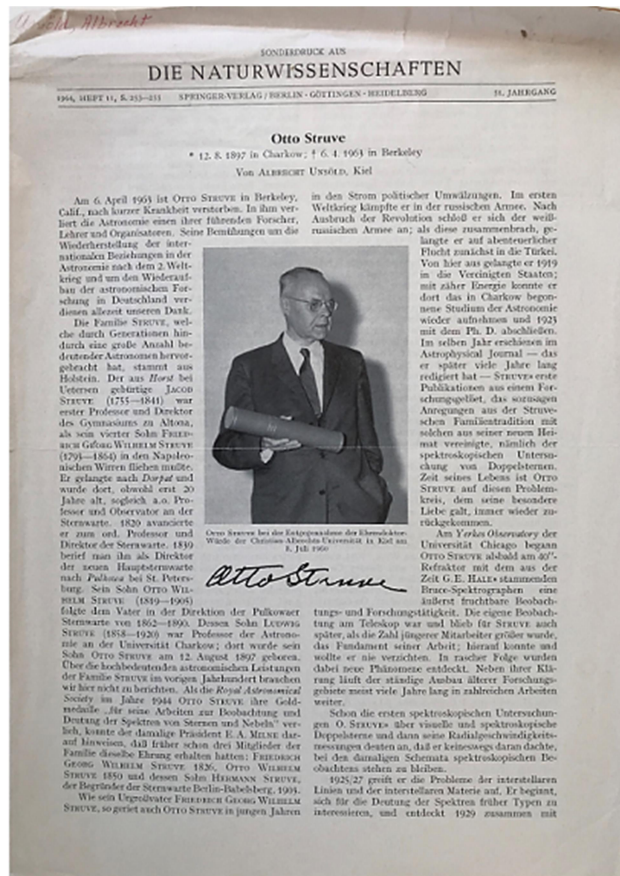 Unsöld, Albrecht
SONDERDRUCK AUS
DIE NATURWISSENSCHAFTEN
1964, HEFT 11, S. 253—255 SPRINGER-VERLAG / BERLIN · GÖTTINGEN · HEIDELBERG 51. JAHRGANG
Otto Struve
* 12. 8. 1897 in Charkow; † 6. 4. 1963 in Berkeley
Von ALBRECHT UNSÖLD, Kiel
Am 6. April 1963 ist OTTO STRUVE in Berkeley,
Calif., nach kurzer Krankheit verstorben. In ihm ver-
liert die Astronomie einen ihrer führenden Forscher,
Lehrer und Organisatoren. Seine Bemühungen um die
Wiederherstellung der inter-
nationalen Beziehungen in der
Astronomie nach dem 2. Welt-
krieg und um den Wiederauf-
bau der astronomischen For-
schung in Deutschland ver-
dienen allezeit unseren Dank.
Die Familie STRUVE, wel-
che durch Generationen hin-
durch eine große Anzahl be-
deutender Astronomen hervor-
gebracht hat, stammt aus
Holstein. Der aus Horst bei
Uetersen gebürtige JACOB
STRUVE (1755—1841) war
erster Professor und Direktor
des Gymnasiums zu Altona,
als sein vierter Sohn FRIED-
RICH GEORG WILHELM STRUVE
(1793—1864) in den Napoleo-
nischen Wirren fliehen mußte.
Er gelangte nach Dorpat und
wurde dort, obwohl erst 20
Jahre alt, sogleich a.o. Pro-
fessor und Observator an der
Sternwarte. 1820 avancierte
er zum ord. Professor und
Direktor der Sternwarte. 1839
berief man ihn als Direktor
der neuen Hauptsternwarte
nach Pulkowa bei St. Peters-
burg. Sein Sohn OTTO WIL-
HELM STRUVE (1819—1905)
folgte dem Vater in der Direktion der Pulkowaer
Sternwarte von 1862—1890. Dessen Sohn LUDWIG
STRUVE (1858—1920) war Professor der Astrono-
mie an der Universität Charkow; dort wurde sein
Sohn OTTO STRUVE am 12. August 1897 geboren.
Über die hochbedeutenden astronomischen Leistungen
der Familie STRUVE im vorigen Jahrhundert brauchen
wir hier nicht zu berichten. Als die Royal Astronomical
Society im Jahre 1944 OTTO STRUVE ihre Gold-
medaille „für seine Arbeiten zur Beobachtung und
Deutung der Spektren von Sternen und Nebeln“ ver-
lieh, konnte der damalige Präsident E. A. MILNE dar-
auf hinweisen, daß früher schon drei Mitglieder der
Familie dieselbe Ehrung erhalten hatten: FRIEDRICH
GEORG WILHELM STRUVE 1826, OTTO WILHELM
STRUVE 1850 und dessen Sohn HERMANN STRUVE,
der Begründer der Sternwarte Berlin-Babelsberg, 1903.
Wie sein Urgroßvater FRIEDRICH GEORG WILHELM
STRUVE, so geriet auch OTTO STRUVE in jungen Jahren
in den Strom politischer Umwälzungen. Im ersten
Weltkrieg kämpfte er in der russischen Armee. Nach
Ausbruch der Revolution schloß er sich der weiß-
russischen Armee an; als diese zusammenbrach, ge-
langte er auf abenteuerlicher
Flucht zunächst in die Türkei.
Von hier aus gelangte er 1919
in die Vereinigten Staaten;
mit zäher Energie konnte er
dort das in Charkow begon-
nene Studium der Astronomie
wieder aufnehmen und 1923
mit dem Ph. D. abschließen.
Im selben Jahr erschienen im
Astrophysical Journal — das
er später viele Jahre lang
redigiert hat — STRUVEs erste
Publikationen aus einem For-
schungsgebiet, das sozusagen
Anregungen aus der Struve-
schen Familientradition mit
solchen aus seiner neuen Hei-
mat vereinigte, nämlich der
spektroskopischen Untersu-
chung von Doppelsternen.
Zeit seines Lebens ist OTTO
STRUVE auf diesen Problem-
kreis, dem seine besondere
Liebe galt, immer wieder zu-
rückgekommen.
Am Yerkes Observatory der
Universität Chicago begann
OTTO STRUVE alsbald am 40"-
Refraktor mit dem aus der
Zeit G. E. HALEs stammenden
Bruce-Spektrographen eine
äußerst fruchtbare Beobach-
tungs- und Forschungstätigkeit. Die eigene Beobach-
tung am Teleskop war und blieb für STRUVE auch
später, als die Zahl jüngerer Mitarbeiter größer wurde,
das Fundament seiner Arbeit; hierauf konnte und
wollte er nie verzichten. In rascher Folge wurden
dabei neue Phänomene entdeckt. Neben ihrer Klä-
rung läuft der ständige Ausbau älterer Forschungs-
gebiete meist viele Jahre lang in zahlreichen Arbeiten
weiter.
Schon die ersten spektroskopischen Untersuchun-
gen O. STRUVEs über visuelle und spektroskopische
Doppelsterne und dann seine Radialgeschwindigkeits-
messungen deuten an, daß er keineswegs daran dachte,
bei den damaligen Schemata spektroskopischen Be-
obachtens stehen zu bleiben.
1925/27 greift er die Probleme der interstellaren
Linien und der interstellaren Materie auf. Er beginnt,
sich für die Deutung der Spektren früher Typen zu
interessieren, und entdeckt 1929 zusammen mit
OTTO STRUVE bei der Entgegennahme der Ehrendoktor-
Würde der Christian-Albrechts-Universität in Kiel am
8. Juli 1960
Otto Struve